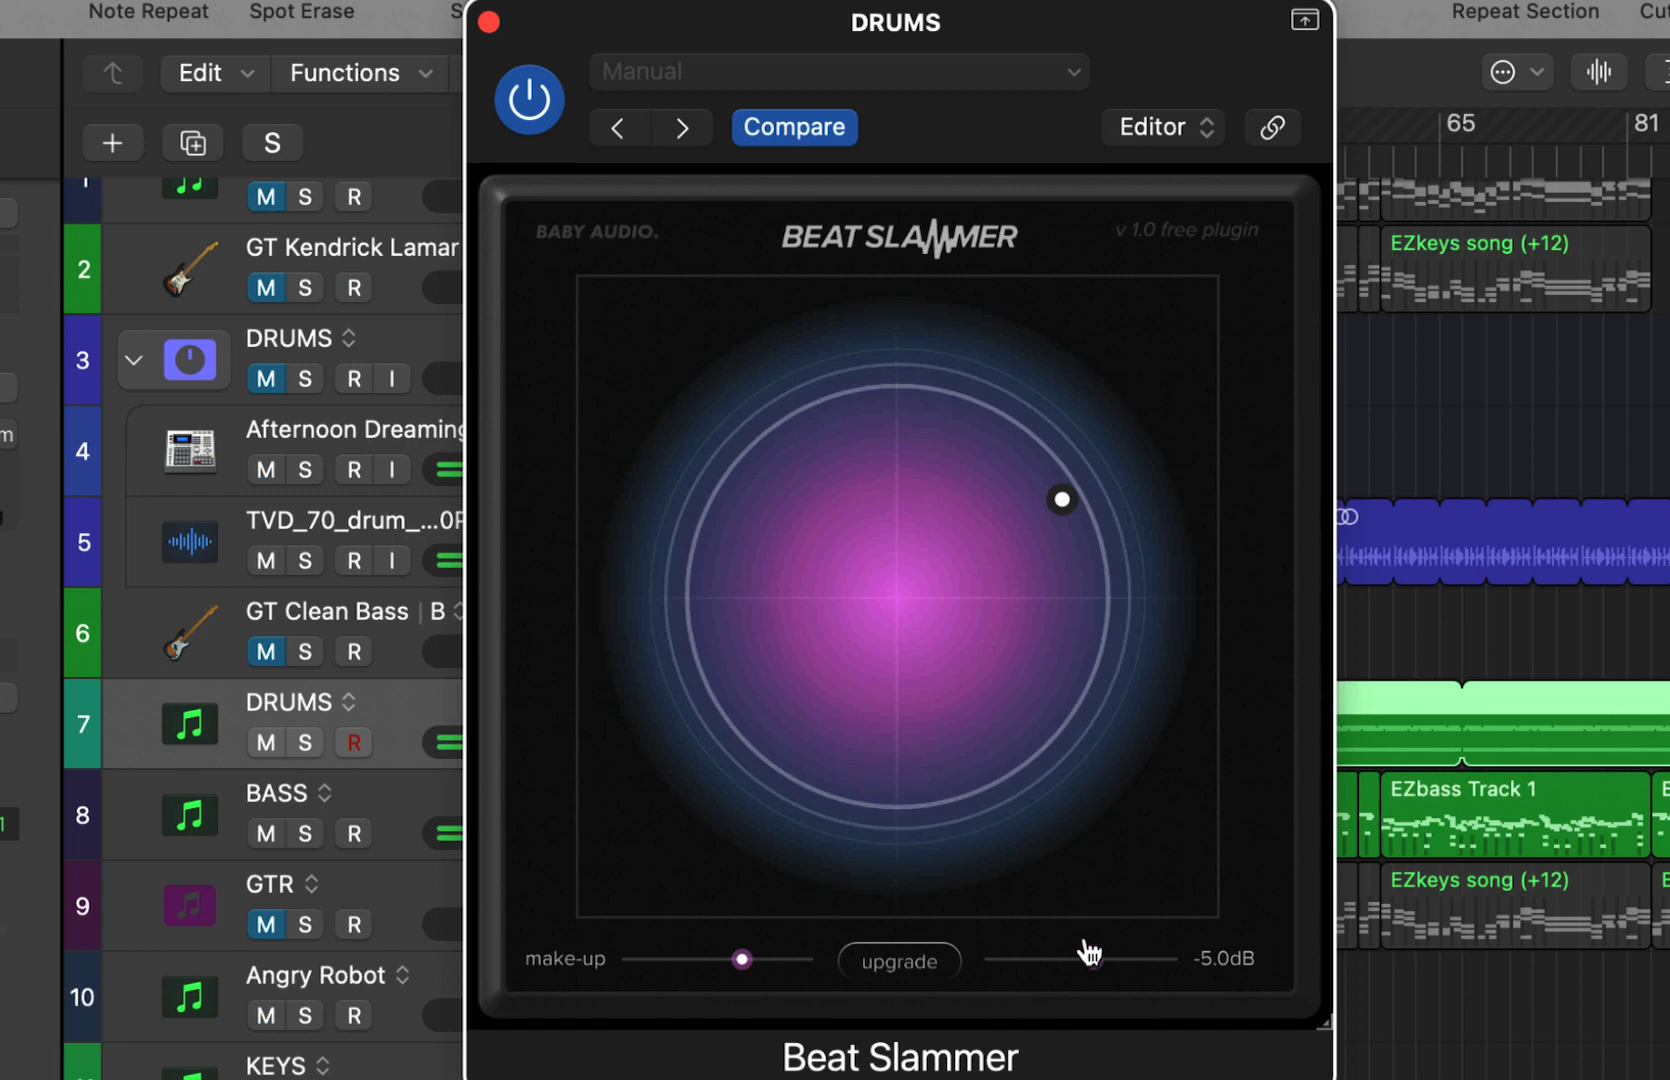 Note Repeat
Spot Erase
DRUMS
Repeat Section
Edit
Functions
Manual
Compare
Editor
65
81
S
1
M S R
2
GT Kendrick Lamar
M S R
EZkeys song (+12)
3
DRUMS
M S R I
4
Afternoon Dreaming
M S R I
5
TVD_70_drum_...0P
M S R I
6
GT Clean Bass | B
M S R
7
DRUMS
M S R
8
BASS
M S R
EZbass Track 1
9
GTR
M S R
EZkeys song (+12)
10
Angry Robot
M S R
KEYS
BABY AUDIO.
BEAT SLAMMER
v 1.0 free plugin
make-up
upgrade
-5.0dB
Beat Slammer